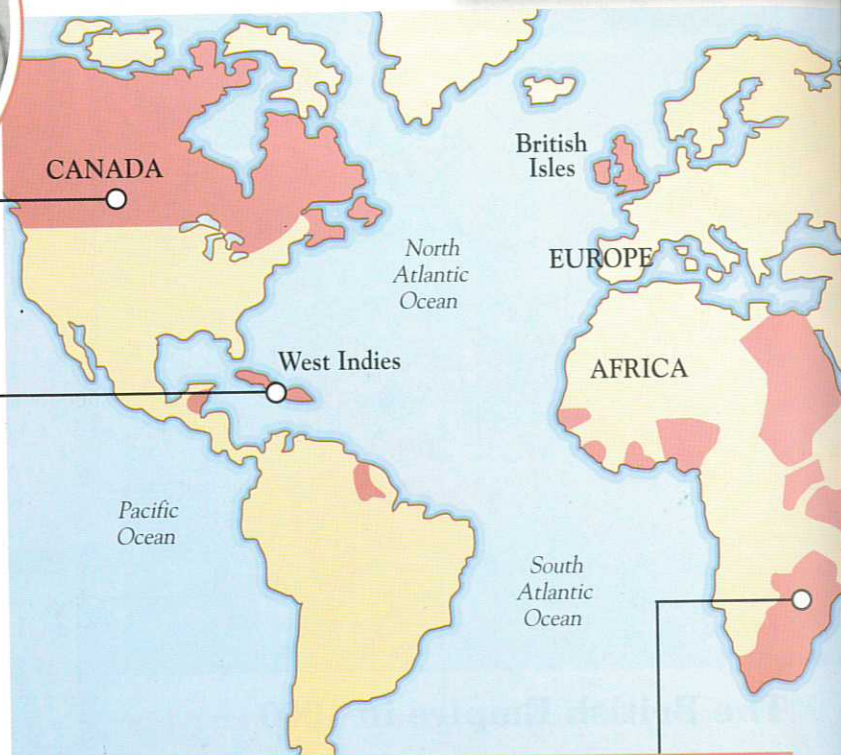 CANADA
British
Isles
North
Atlantic
Ocean
EUROPE
West Indies
AFRICA
Pacific
Ocean
South
Atlantic
Ocean